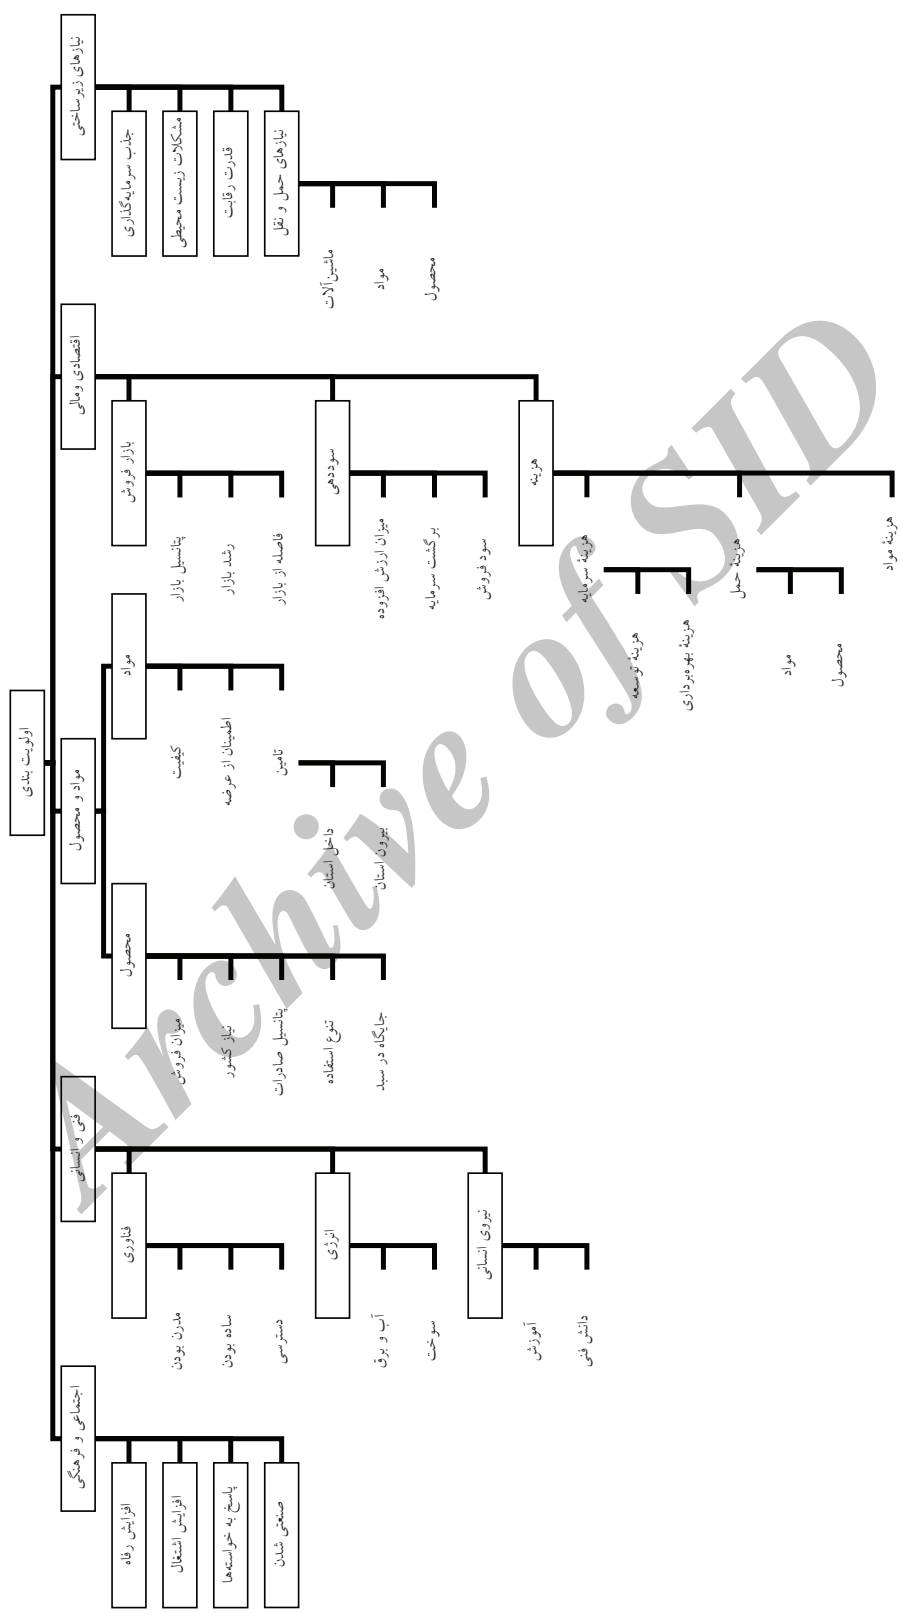 اولویت بندی
نیازهای زیرساختی
جذب سرمایه‌گذاری
مشکلات زیست محیطی
قدرت رقابت
نیازهای حمل و نقل
ماشین‌آلات
مواد
محصول
اقتصادی ومالی
بازار فروش
پتانسیل بازار
رشد بازار
فاصله از بازار
سوددهی
میزان ارزش افزوده
برگشت سرمایه
سود فروش
هزینه
هزینهٔ سرمایه
هزینهٔ توسعه
هزینهٔ بهره‌برداری
هزینهٔ حمل
مواد
محصول
هزینهٔ مواد
مواد و محصول
مواد
کیفیت
اطمینان از عرضه
تامین
داخل استان
بیرون استان
محصول
میزان فروش
نیاز کشور
پتانسیل صادرات
تنوع استفاده
جایگاه در سبد
فنی و انسانی
فناوری
مدرن بودن
ساده بودن
دسترسی
انرژی
آب و برق
سوخت
نیروی انسانی
آموزش
دانش فنی
اجتماعی و فرهنگی
افزایش رفاه
افزایش اشتغال
پاسخ به خواسته‌ها
صنعتی شدن
Archive of SID